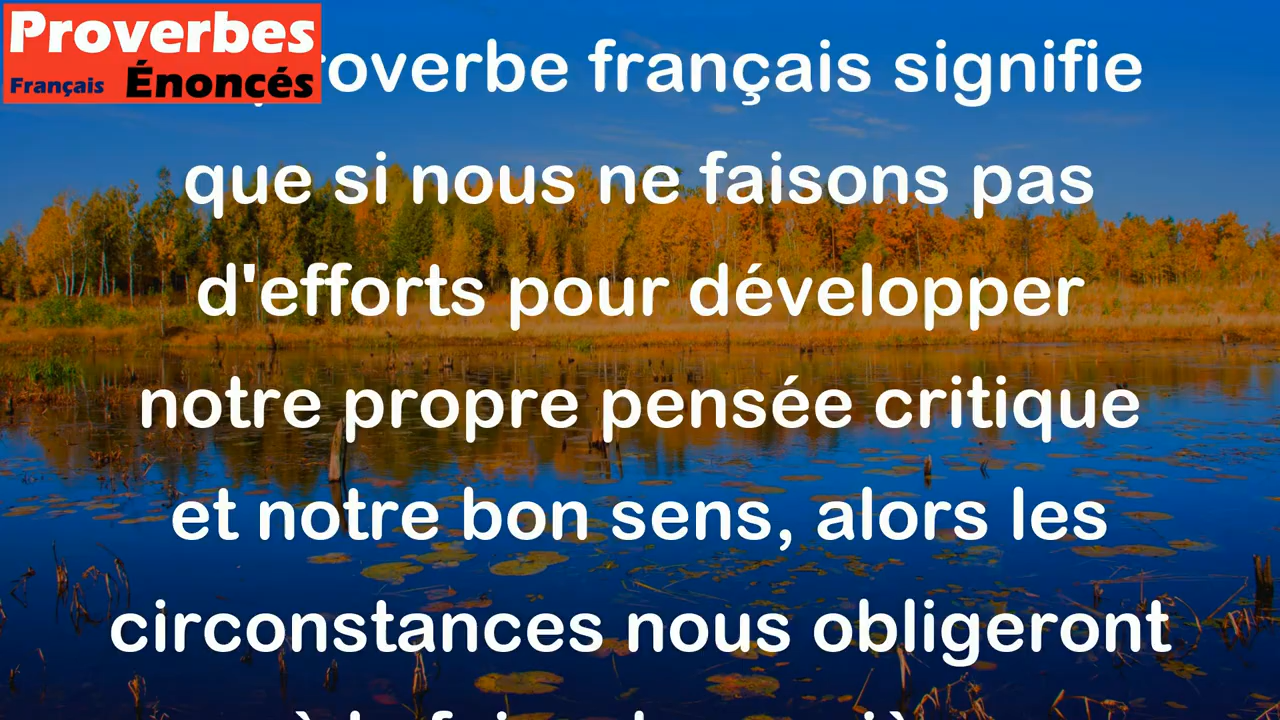 Proverbes
Français Énoncés
proverbe français signifie
que si nous ne faisons pas
d'efforts pour développer
notre propre pensée critique
et notre bon sens, alors les
circonstances nous obligeront